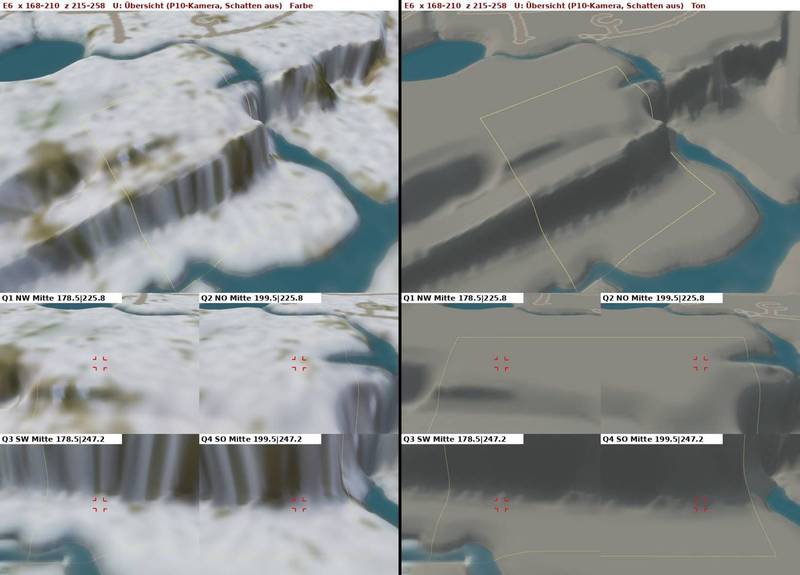 E6 x 168-210 z 215-258 U: Übersicht (P10-Kamera, Schatten aus) Farbe
E6 x 168-210 z 215-258 U: Übersicht (P10-Kamera, Schatten aus) Ton
Q1 NW Mitte 178.5|225.8
Q2 NO Mitte 199.5|225.8
Q1 NW Mitte 178.5|225.8
Q2 NO Mitte 199.5|225.8
Q3 SW Mitte 178.5|247.2
Q4 SO Mitte 199.5|247.2
Q3 SW Mitte 178.5|247.2
Q4 SO Mitte 199.5|247.2